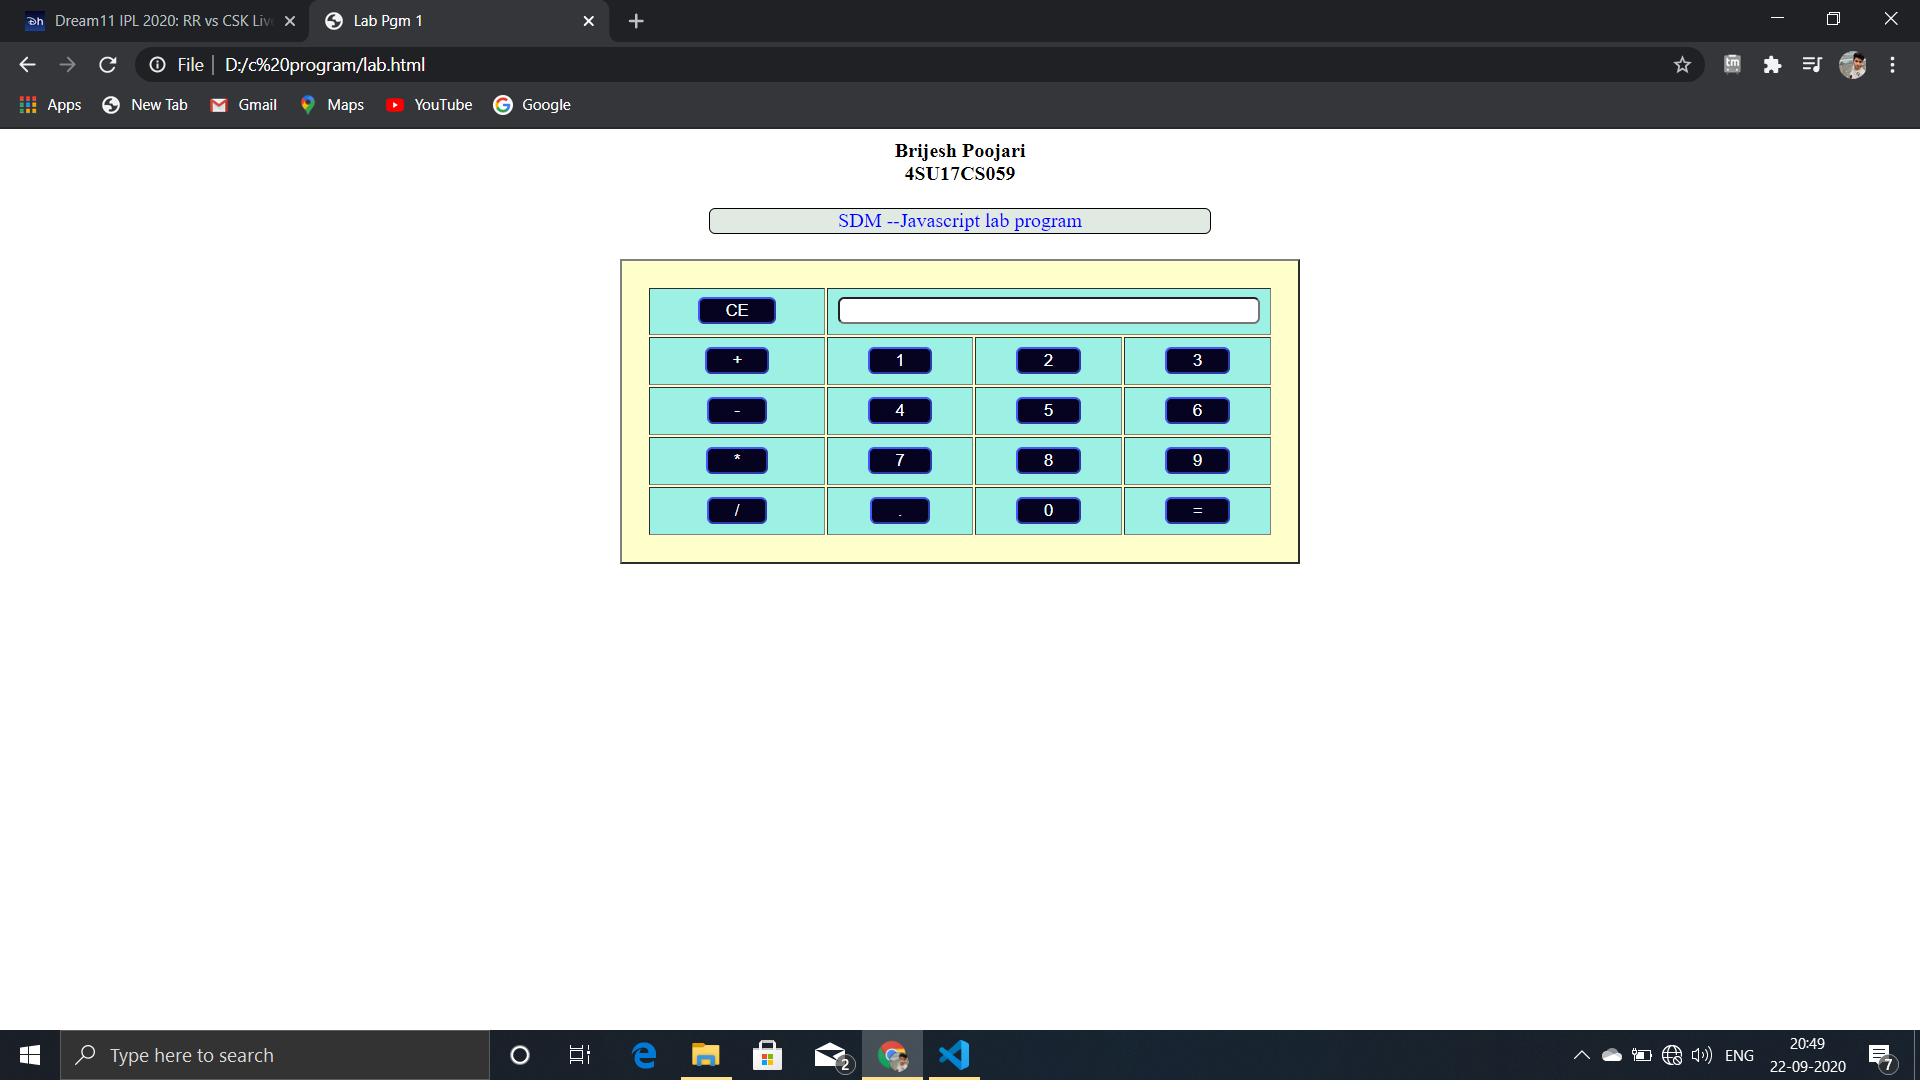 Dream11 IPL 2020: RR vs CSK Liv
Lab Pgm 1
File | D:/c%20program/lab.html
Apps New Tab Gmail Maps YouTube Google
Brijesh Poojari
4SU17CS059
SDM --Javascript lab program
CE
+ 1 2 3
- 4 5 6
* 7 8 9
/ . 0 =
Type here to search
2
ENG
20:49
22-09-2020
7